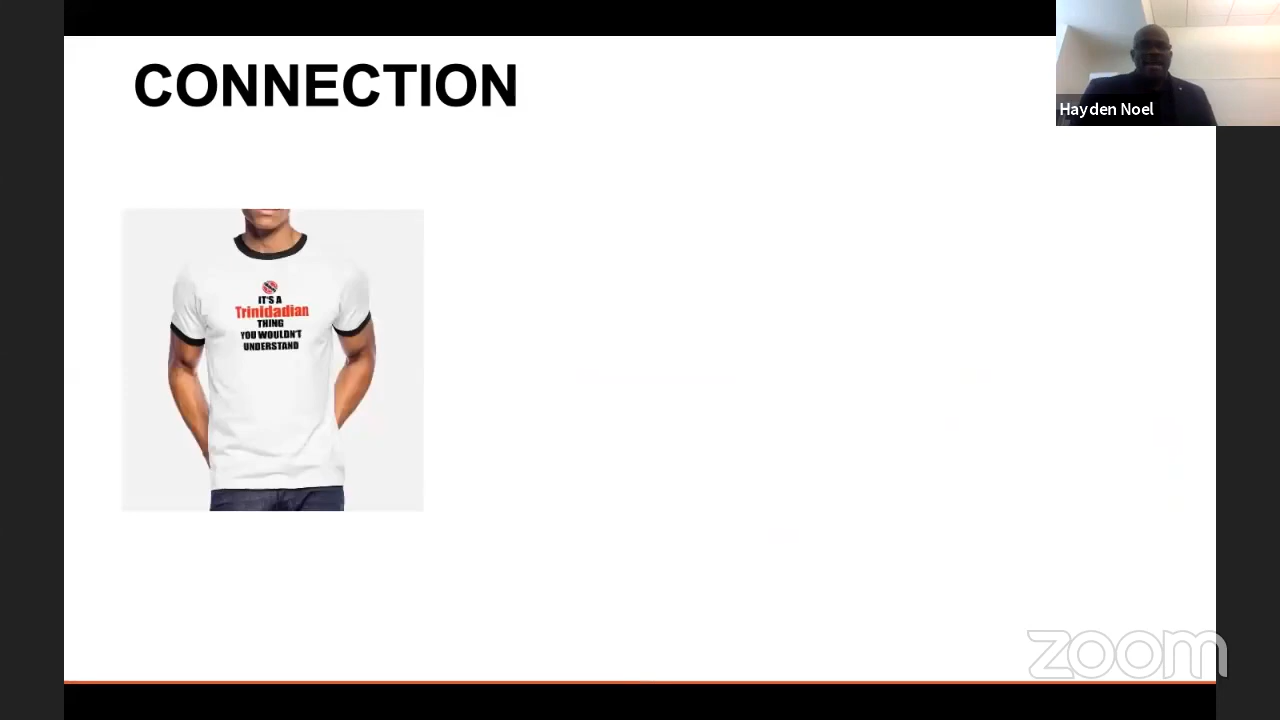 CONNECTION
Hayden Noel
IT'S A
Trinidadian
THING
YOU WOULDN'T
UNDERSTAND
zoom